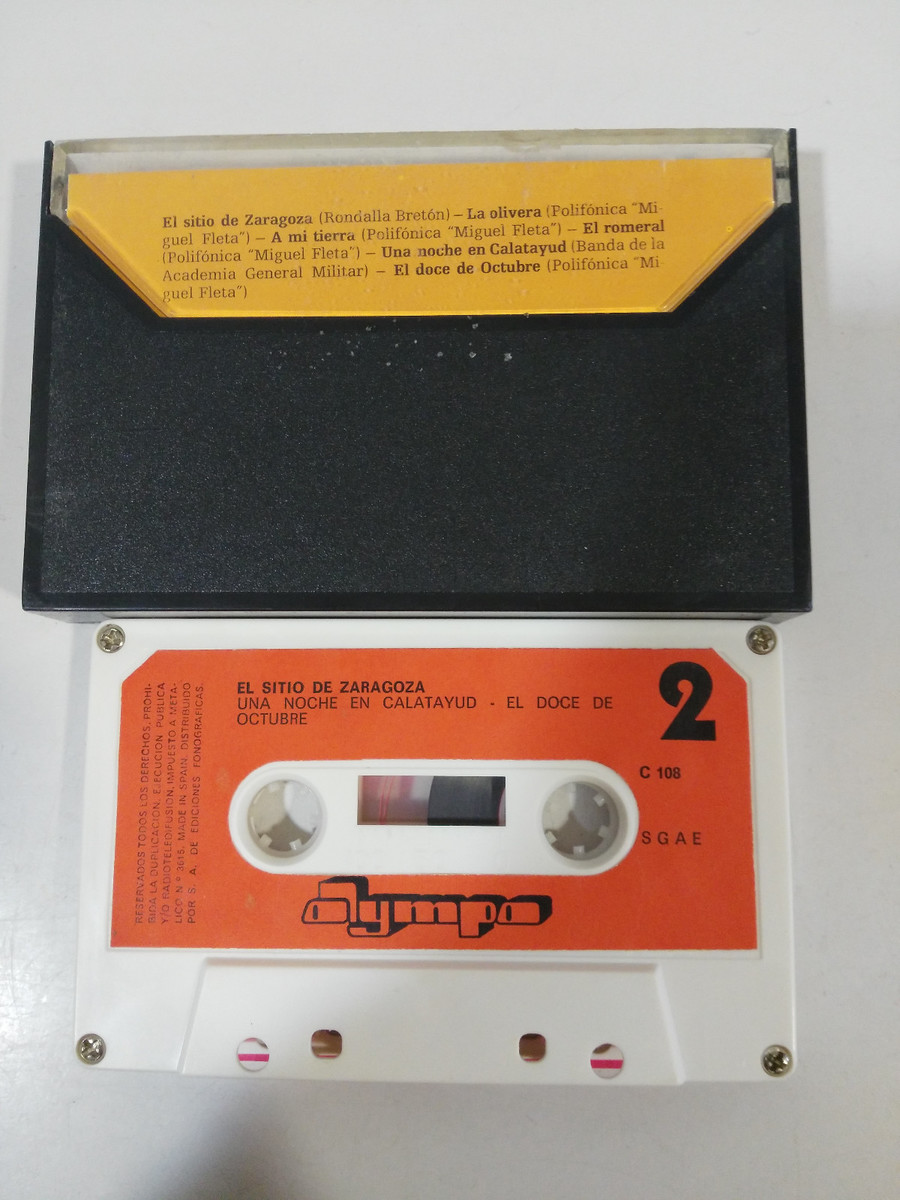 El sitio de Zaragoza (Rondalla Bretón) – La olivera (Polifónica "Mi-
guel Fleta") – A mi tierra (Polifónica "Miguel Fleta") – El romeral
(Polifónica "Miguel Fleta") – Una noche en Calatayud (Banda de la
Academia General Militar) – El doce de Octubre (Polifónica "Mi-
guel Fleta")
EL SITIO DE ZARAGOZA
UNA NOCHE EN CALATAYUD - EL DOCE DE
OCTUBRE
2
C 108
SGAE
RESERVADOS TODOS LOS DERECHOS. PROHI-
BIDA LA DUPLICACION, EJECUCION PUBLICA
Y/O RADIOTELEDIFUSION. IMPUESTO A META-
LICO N.º 3615. MADE IN SPAIN. DISTRIBUIDO
POR S. A. DE EDICIONES FONOGRAFICAS.
olympo